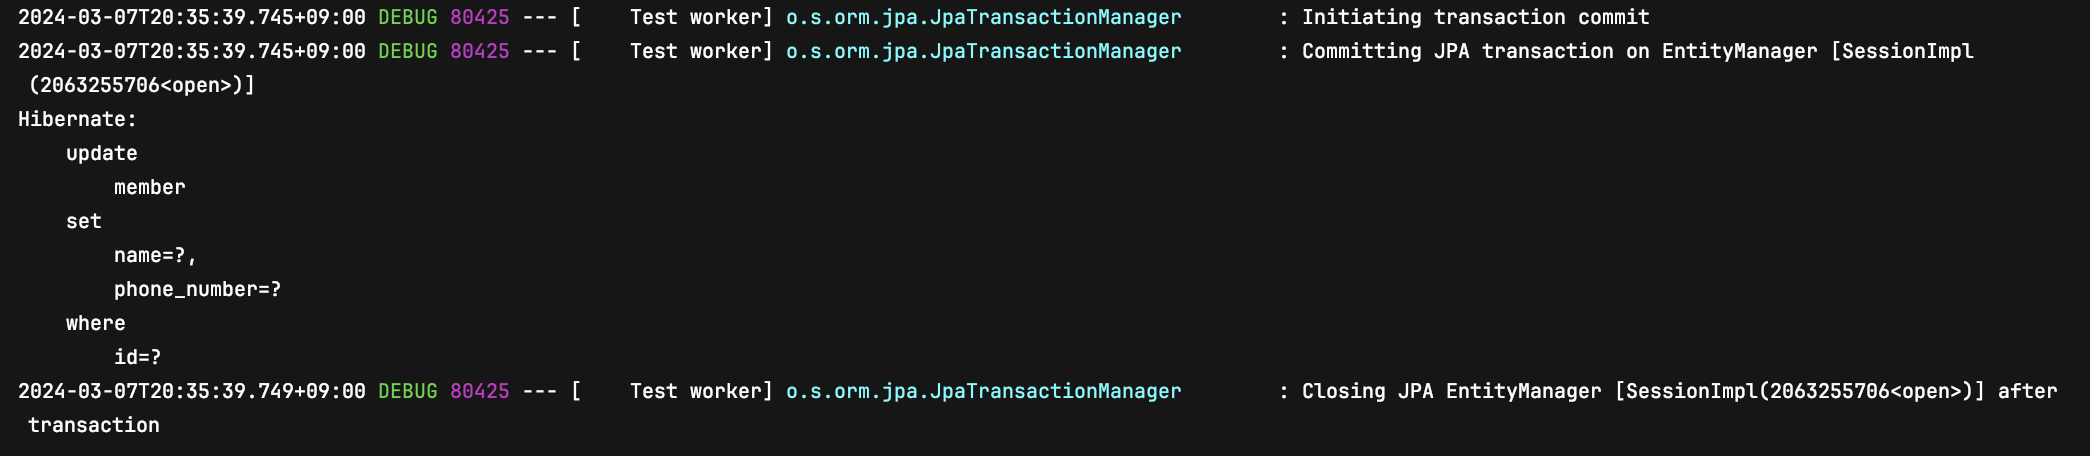 2024-03-07T20:35:39.745+09:00 DEBUG 80425 --- [    Test worker] o.s.orm.jpa.JpaTransactionManager        : Initiating transaction commit
2024-03-07T20:35:39.745+09:00 DEBUG 80425 --- [    Test worker] o.s.orm.jpa.JpaTransactionManager        : Committing JPA transaction on EntityManager [SessionImpl
 (2063255706<open>)]
Hibernate:
    update
        member
    set
        name=?,
        phone_number=?
    where
        id=?
2024-03-07T20:35:39.749+09:00 DEBUG 80425 --- [    Test worker] o.s.orm.jpa.JpaTransactionManager        : Closing JPA EntityManager [SessionImpl(2063255706<open>)] after
 transaction